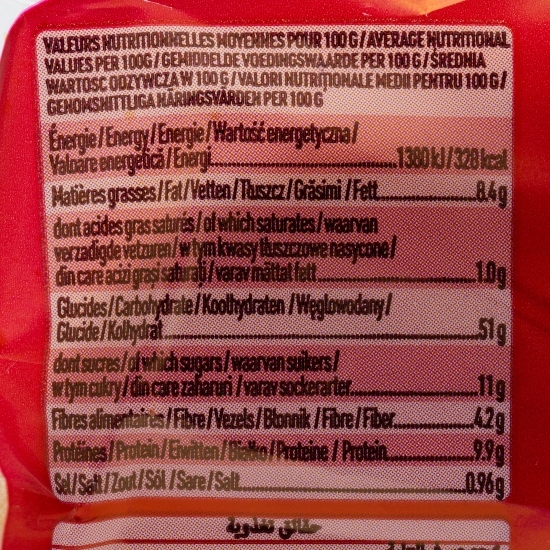 VALEURS NUTRITIONNELLES MOYENNES POUR 100 G / AVERAGE NUTRITIONAL
VALUES PER 100G / GEMIDDELDE VOEDINGSWAARDE PER 100 G / ŚREDNIA
WARTOŚĆ ODŻYWCZA W 100 G / VALORI NUTRIȚIONALE MEDII PENTRU 100 G /
GENOMSNITTLIGA NÄRINGSVÄRDEN PER 100 G
Énergie / Energy / Energie / Wartość energetyczna /
Valoare energetică / Energi 1380 kJ / 328 kcal
Matières grasses / Fat / Vetten / Tłuszcz / Grăsimi / Fett 8.4 g
dont acides gras saturés / of which saturates / waarvan
verzadigde vetzuren / w tym kwasy tłuszczowe nasycone /
din care acizi grași saturați / varav mättat fett 1.0 g
Glucides / Carbohydrate / Koolhydraten / Węglowodany /
Glucide / Kolhydrat 51 g
dont sucres / of which sugars / waarvan suikers /
w tym cukry / din care zaharuri / varav sockerarter 11 g
Fibres alimentaires / Fibre / Vezels / Błonnik / Fibre / Fiber 4.2 g
Protéines / Protein / Eiwitten / Białko / Proteine / Protein 9.9 g
Sel / Salt / Zout / Sól / Sare / Salt 0.96 g
حقائق تغذوية